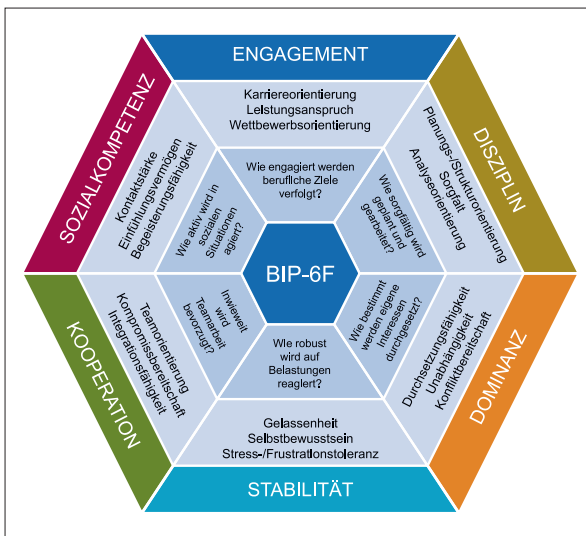 ENGAGEMENT
Karriereorientierung
Leistungsanspruch
Wettbewerbsorientierung
Wie engagiert werden
berufliche Ziele
verfolgt?
DISZIPLIN
Planungs-/Strukturorientierung
Sorgfalt
Analyseorientierung
Wie sorgfältig wird
geplant und
gearbeitet?
DOMINANZ
Durchsetzungsfähigkeit
Unabhängigkeit
Konfliktbereitschaft
Wie bestimmt
werden eigene
Interessen
durchgesetzt?
STABILITÄT
Gelassenheit
Selbstbewusstsein
Stress-/Frustrationstoleranz
Wie robust
wird auf
Belastungen
reagiert?
KOOPERATION
Teamorientierung
Kompromissbereitschaft
Integrationsfähigkeit
Inwieweit
wird
Teamarbeit
bevorzugt?
SOZIALKOMPETENZ
Kontaktstärke
Einfühlungsvermögen
Begeisterungsfähigkeit
Wie aktiv wird in
sozialen
Situationen
agiert?
BIP-6F